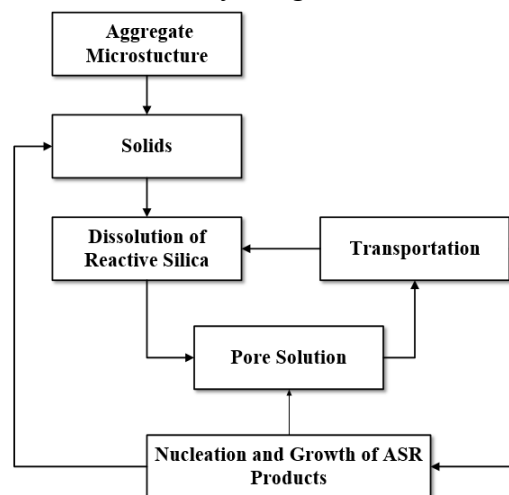 Aggregate
Microstucture
Solids
Dissolution of
Reactive Silica
Transportation
Pore Solution
Nucleation and Growth of ASR
Products